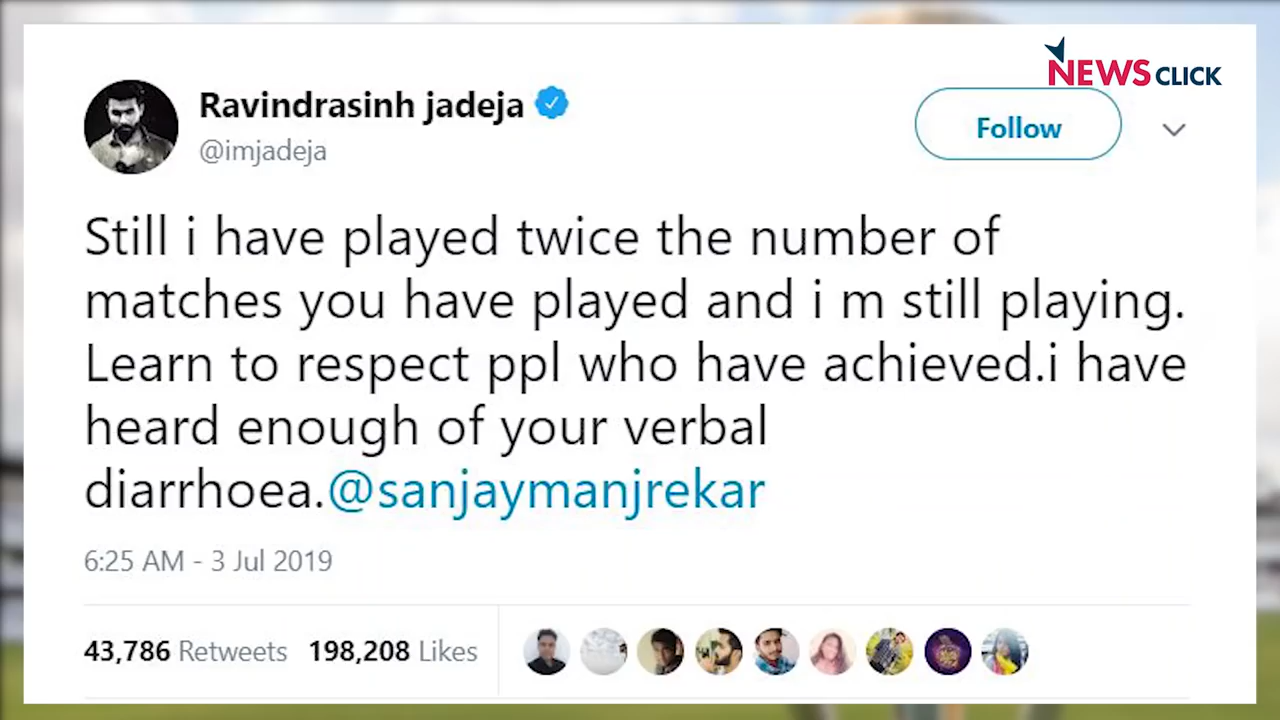 NEWS CLICK
Ravindrasinh jadeja
@imjadeja
Follow
Still i have played twice the number of
matches you have played and i m still playing.
Learn to respect ppl who have achieved.i have
heard enough of your verbal
diarrhoea.@sanjaymanjrekar
6:25 AM - 3 Jul 2019
43,786 Retweets 198,208 Likes